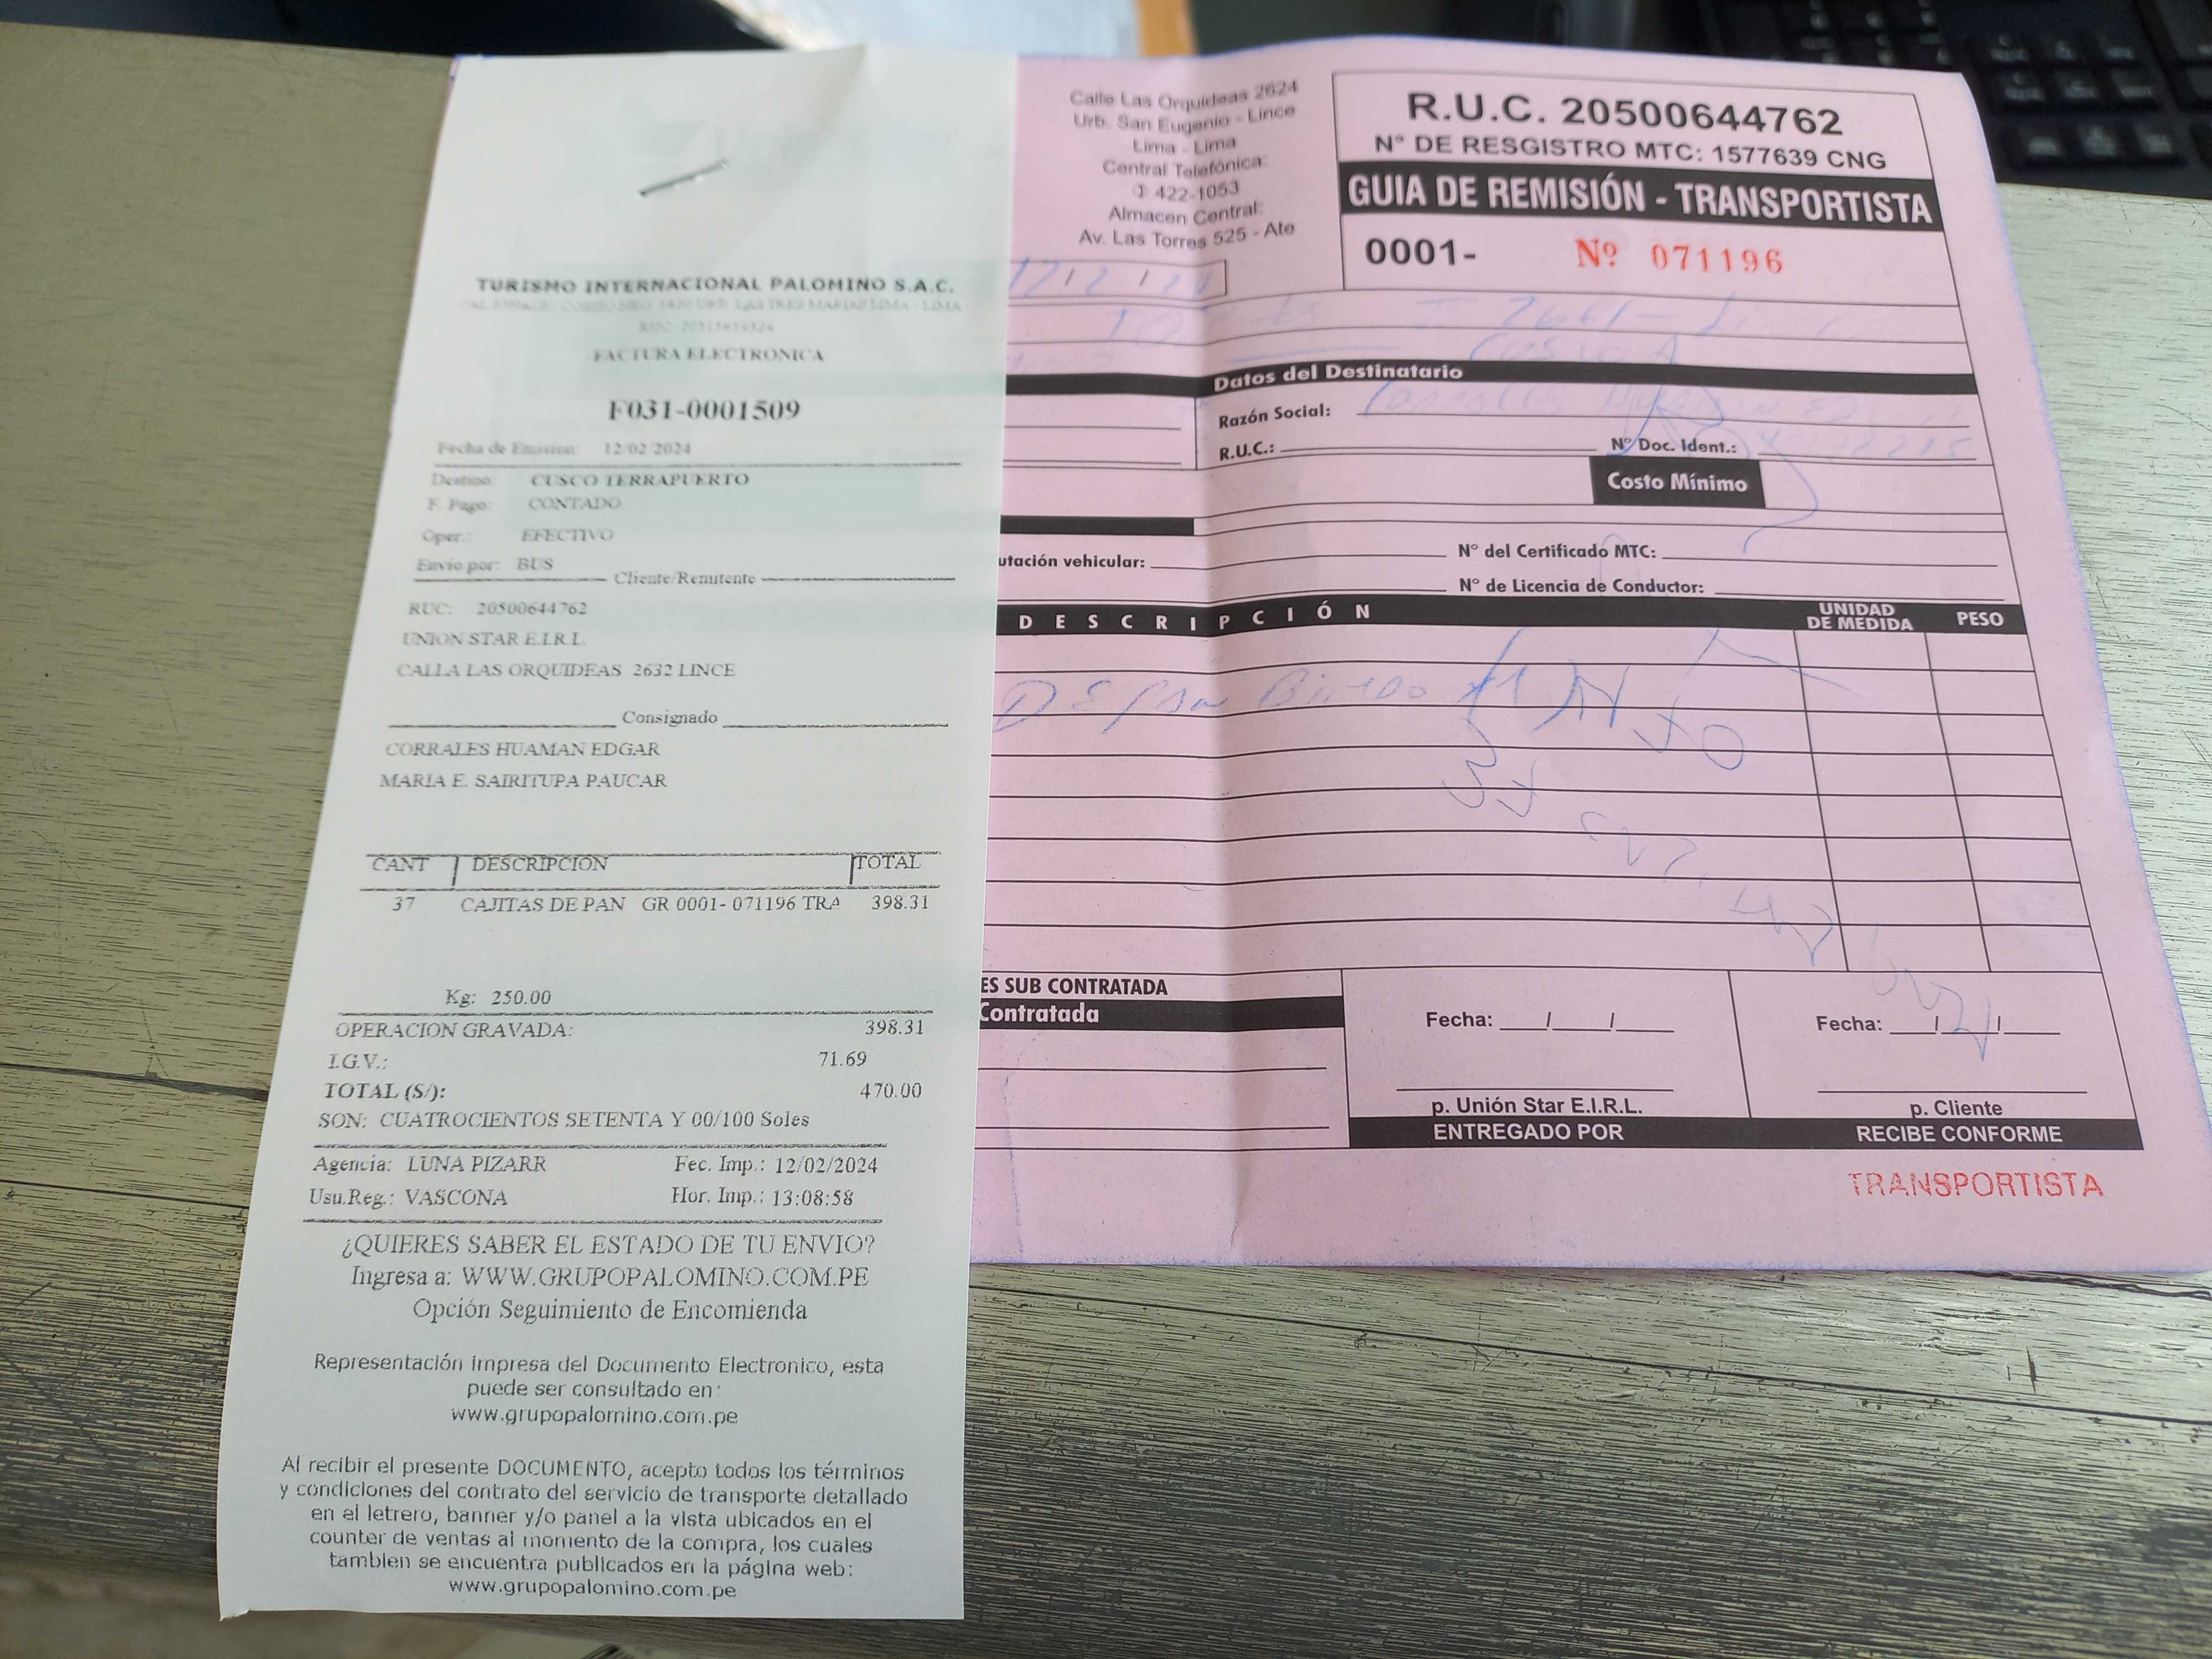 TURISMO INTERNACIONAL PALOMINO S.A.C.
FACTURA ELECTRONICA
F031-0001509
Fecha de Emision: 12/02/2024
Destino: CUSCO TERRAPUERTO
F. Pago: CONTADO
Oper.: EFECTIVO
Envio por: BUS
Cliente/Remitente
RUC: 20500644762
UNION STAR E.I.R.L.
CALLA LAS ORQUIDEAS 2632 LINCE
Consignado
CORRALES HUAMAN EDGAR
MARIA E. SAIRITUPA PAUCAR
CANT DESCRIPCION TOTAL
37 CAJITAS DE PAN GR 0001- 071196 TRA 398.31
Kg: 250.00
OPERACION GRAVADA: 398.31
I.G.V.: 71.69
TOTAL (S/): 470.00
SON: CUATROCIENTOS SETENTA Y 00/100 Soles
Agencia: LUNA PIZARR Fec. Imp.: 12/02/2024
Usu.Reg.: VASCONA Hor. Imp.: 13:08:58
¿QUIERES SABER EL ESTADO DE TU ENVIO?
Ingresa a: WWW.GRUPOPALOMINO.COM.PE
Opción Seguimiento de Encomienda
Representación Impresa del Documento Electronico, esta
puede ser consultado en:
www.grupopalomino.com.pe
Al recibir el presente DOCUMENTO, acepto todos los términos
y condiciones del contrato del servicio de transporte detallado
en el letrero, banner y/o panel a la vista ubicados en el
counter de ventas al momento de la compra, los cuales
tambien se encuentra publicados en la página web:
www.grupopalomino.com.pe
Calle Las Orquideas 2624
Urb. San Eugenio - Lince
Lima - Lima
Central Telefónica:
422-1053
Almacen Central:
Av. Las Torres 525 - Ate
R.U.C. 20500644762
N° DE RESGISTRO MTC: 1577639 CNG
GUIA DE REMISIÓN - TRANSPORTISTA
0001- Nº 071196
Datos del Destinatario
Razón Social:
R.U.C.: N° Doc. Ident.:
Costo Mínimo
utación vehicular: N° del Certificado MTC:
N° de Licencia de Conductor:
DESCRIPCIÓN UNIDAD DE MEDIDA PESO
ES SUB CONTRATADA
Contratada
Fecha: / / Fecha: / /
p. Unión Star E.I.R.L. p. Cliente
ENTREGADO POR RECIBE CONFORME
TRANSPORTISTA